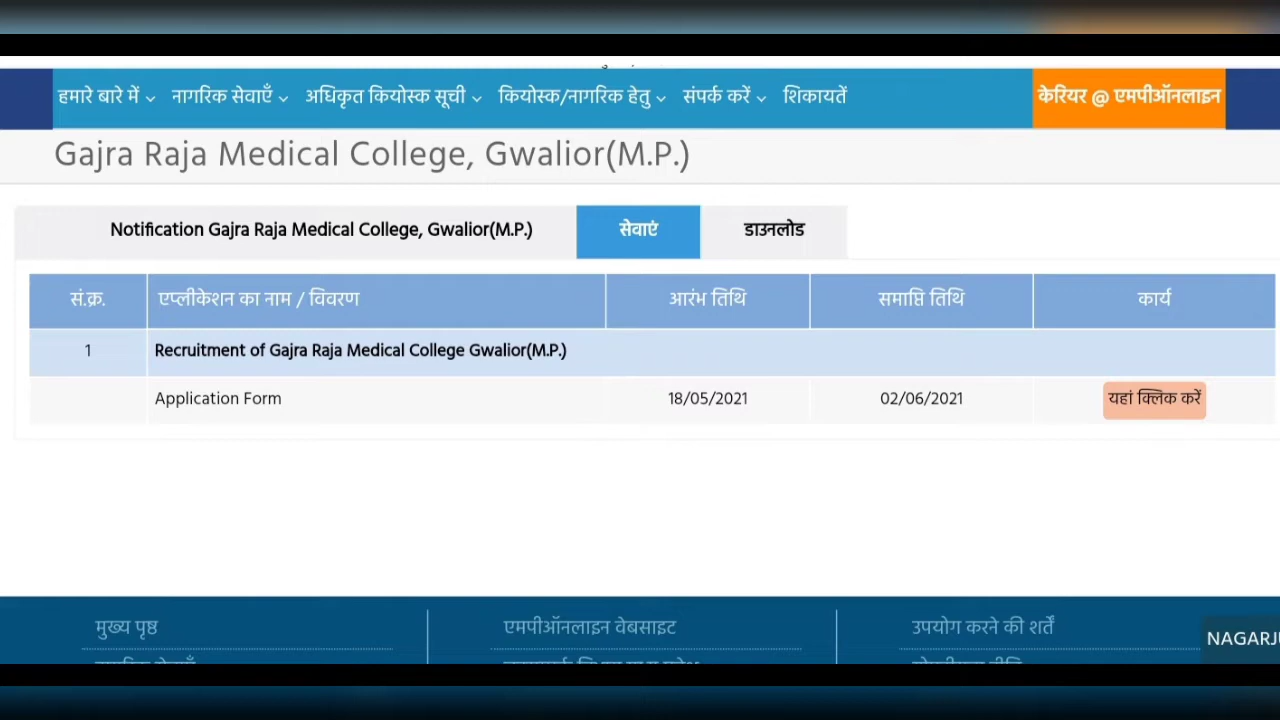 हमारे बारे में नागरिक सेवाएँ अधिकृत कियोस्क सूची कियोस्क/नागरिक हेतु संपर्क करें शिकायतें केरियर @ एमपीऑनलाइन
Gajra Raja Medical College, Gwalior(M.P.)
Notification Gajra Raja Medical College, Gwalior(M.P.) सेवाएं डाउनलोड
सं.क्र. एप्लीकेशन का नाम / विवरण आरंभ तिथि समाप्ति तिथि कार्य
1 Recruitment of Gajra Raja Medical College Gwalior(M.P.)
Application Form 18/05/2021 02/06/2021 यहां क्लिक करें
मुख्य पृष्ठ एमपीऑनलाइन वेबसाइट उपयोग करने की शर्तें
NAGARJU